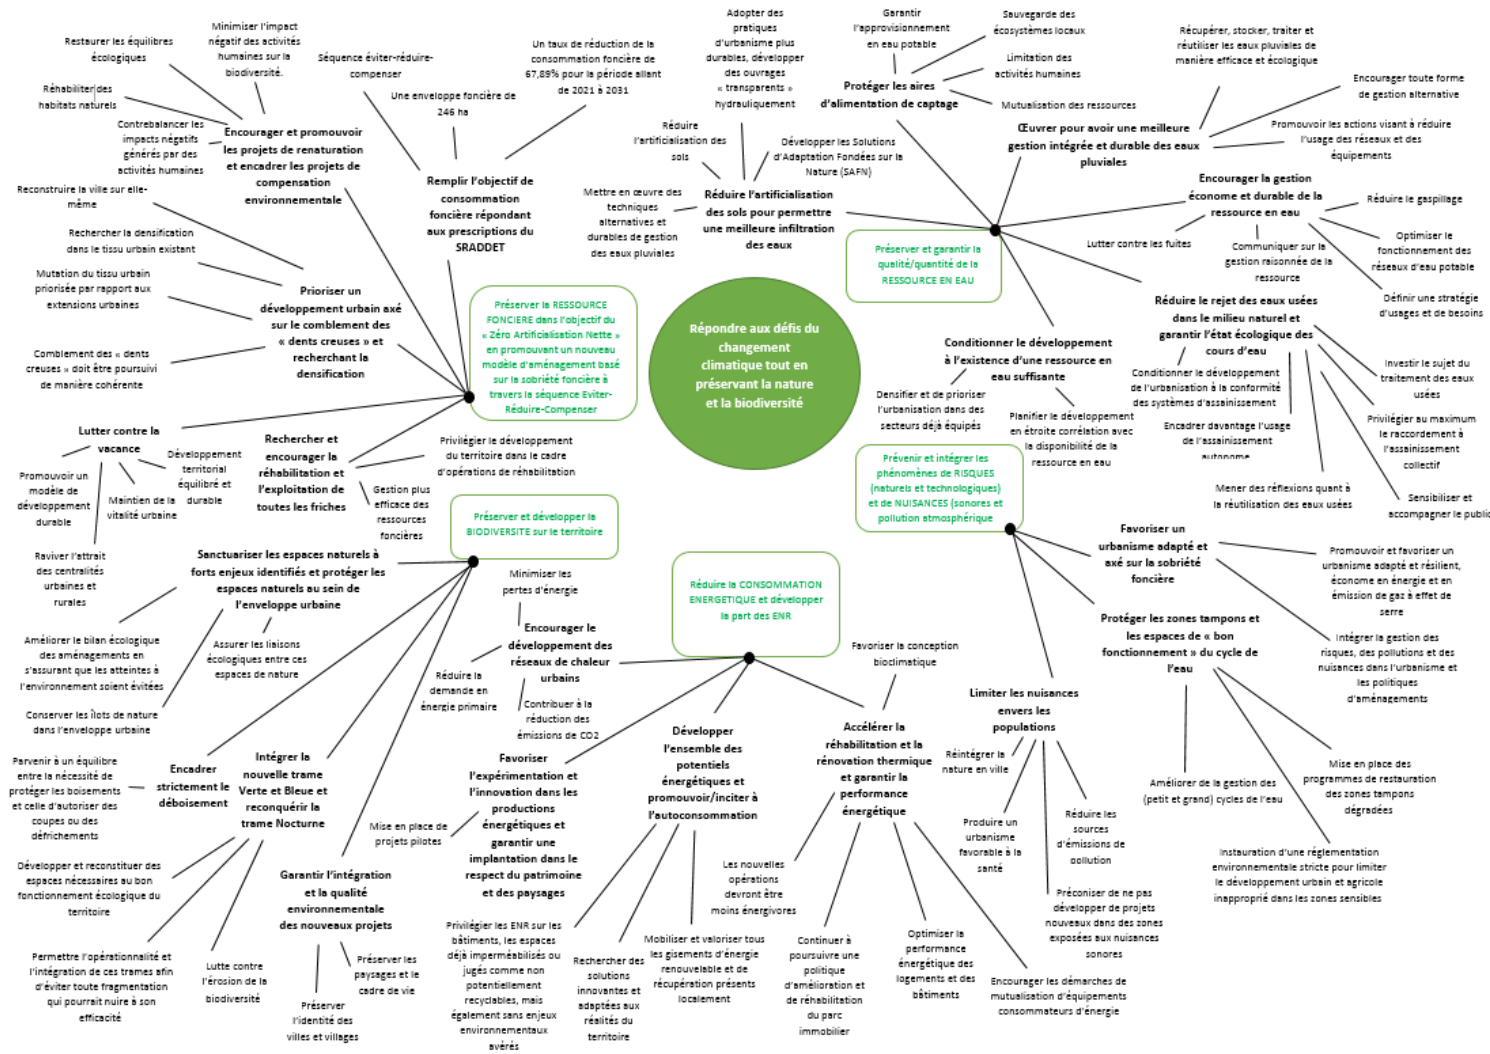 Répondre aux défis du
changement
climatique tout en
préservant la nature
et la biodiversité
Préserver la RESSOURCE
FONCIERE dans l'objectif du
« Zéro Artificialisation Nette »
en promouvant un nouveau
modèle d'aménagement basé
sur la sobriété foncière à
travers la séquence Eviter-
Réduire-Compenser
Encourager et promouvoir
les projets de renaturation
et encadrer les projets de
compensation
environnementale
Restaurer les équilibres
écologiques
Minimiser l'impact
négatif des activités
humaines sur la
biodiversité.
Réhabiliter des
habitats naturels
Contrebalancer les
impacts négatifs
générés par des
activités humaines
Remplir l'objectif de
consommation
foncière répondant
aux prescriptions du
SRADDET
Séquence éviter-réduire-
compenser
Une enveloppe foncière de
246 ha
Un taux de réduction de la
consommation foncière de
67,89% pour la période allant
de 2021 à 2031
Prioriser un
développement urbain axé
sur le comblement des
« dents creuses » et
recherchant la
densification
Reconstruire la ville sur elle-
même
Rechercher la densification
dans le tissu urbain existant
Mutation du tissu urbain
priorisée par rapport aux
extensions urbaines
Comblement des « dents
creuses » doit être poursuivi
de manière cohérente
Lutter contre la
vacance
Promouvoir un
modèle de
développement
durable
Raviver l'attrait
des centralités
urbaines et
rurales
Maintien de la
vitalité urbaine
Développement
territorial
équilibré et
durable
Rechercher et
encourager la
réhabilitation et
l'exploitation de
toutes les friches
Privilégier le développement
du territoire dans le cadre
d'opérations de réhabilitation
Gestion plus
efficace des
ressources
foncières
Préserver et garantir la
qualité/quantité de la
RESSOURCE EN EAU
Réduire l'artificialisation
des sols pour permettre
une meilleure infiltration
des eaux
Adopter des
pratiques
d'urbanisme plus
durables, développer
des ouvrages
« transparents »
hydrauliquement
Réduire
l'artificialisation des
sols
Développer les Solutions
d'Adaptation Fondées sur la
Nature (SAFN)
Mettre en œuvre des
techniques
alternatives et
durables de gestion
des eaux pluviales
Protéger les aires
d'alimentation de captage
Garantir
l'approvisionnement
en eau potable
Sauvegarde des
écosystèmes locaux
Limitation des
activités humaines
Mutualisation des ressources
Œuvrer pour avoir une meilleure
gestion intégrée et durable des eaux
pluviales
Récupérer, stocker, traiter et
réutiliser les eaux pluviales de
manière efficace et écologique
Encourager toute forme
de gestion alternative
Promouvoir les actions visant à réduire
l'usage des réseaux et des
équipements
Encourager la gestion
économe et durable de la
ressource en eau
Réduire le gaspillage
Lutter contre les fuites
Communiquer sur la
gestion raisonnée de la
ressource
Optimiser le
fonctionnement des
réseaux d'eau potable
Définir une stratégie
d'usages et de besoins
Réduire le rejet des eaux usées
dans le milieu naturel et
garantir l'état écologique des
cours d'eau
Conditionner le développement
de l'urbanisation à la conformité
des systèmes d'assainissement
Encadrer davantage l'usage
de l'assainissement
autonome
Investir le sujet du
traitement des eaux
usées
Privilégier au maximum
le raccordement à
l'assainissement
collectif
Mener des réflexions quant à
la réutilisation des eaux usées
Sensibiliser et
accompagner le public
Conditionner le développement
à l'existence d'une ressource en
eau suffisante
Densifier et de prioriser
l'urbanisation dans des
secteurs déjà équipés
Planifier le développement
en étroite corrélation avec
la disponibilité de la
ressource en eau
Prévenir et intégrer les
phénomènes de RISQUES
(naturels et technologiques)
et de NUISANCES (sonores et
pollution atmosphérique
Favoriser un
urbanisme adapté et
axé sur la sobriété
foncière
Promouvoir et favoriser un
urbanisme adapté et résilient,
économe en énergie et en
émission de gaz à effet de
serre
Intégrer la gestion des
risques, des pollutions et des
nuisances dans l'urbanisme et
les politiques
d'aménagements
Protéger les zones tampons et
les espaces de « bon
fonctionnement » du cycle de
l'eau
Améliorer de la gestion des
(petit et grand) cycles de l'eau
Mise en place des
programmes de restauration
des zones tampons
dégradées
Instauration d'une réglementation
environnementale stricte pour limiter
le développement urbain et agricole
inapproprié dans les zones sensibles
Limiter les nuisances
envers les
populations
Réintégrer la
nature en ville
Produire un
urbanisme
favorable à la
santé
Réduire les
sources
d'émissions de
pollution
Préconiser de ne pas
développer de projets
nouveaux dans des zones
exposées aux nuisances
sonores
Préserver et développer la
BIODIVERSITE sur le territoire
Sanctuariser les espaces naturels à
forts enjeux identifiés et protéger les
espaces naturels au sein de
l'enveloppe urbaine
Améliorer le bilan écologique
des aménagements en
s'assurant que les atteintes à
l'environnement soient évitées
Assurer les liaisons
écologiques entre ces
espaces de nature
Conserver les îlots de nature
dans l'enveloppe urbaine
Encadrer
strictement le
déboisement
Parvenir à un équilibre
entre la nécessité de
protéger les boisements
et celle d'autoriser des
coupes ou des
défrichements
Intégrer la
nouvelle trame
Verte et Bleue et
reconquérir la
trame Nocturne
Développer et reconstituer des
espaces nécessaires au bon
fonctionnement écologique du
territoire
Permettre l'opérationnalité et
l'intégration de ces trames afin
d'éviter toute fragmentation
qui pourrait nuire à son
efficacité
Lutte contre
l'érosion de la
biodiversité
Garantir l'intégration
et la qualité
environnementale
des nouveaux projets
Préserver
l'identité des
villes et villages
Préserver les
paysages et le
cadre de vie
Réduire la CONSOMMATION
ENERGETIQUE et développer
la part des ENR
Encourager le
développement des
réseaux de chaleur
urbains
Minimiser les
pertes d'énergie
Réduire la
demande en
énergie primaire
Contribuer à la
réduction des
émissions de CO2
Favoriser
l'expérimentation et
l'innovation dans les
productions
énergétiques et
garantir une
implantation dans le
respect du patrimoine
et des paysages
Mise en place de
projets pilotes
Développer
l'ensemble des
potentiels
énergétiques et
promouvoir/inciter à
l'autoconsommation
Privilégier les ENR sur les
bâtiments, les espaces
déjà imperméabilisés ou
jugés comme non
potentiellement
recyclables, mais
également sans enjeux
environnementaux
avérés
Rechercher des
solutions
innovantes et
adaptées aux
réalités du
territoire
Mobiliser et valoriser tous
les gisements d'énergie
renouvelable et de
récupération présents
localement
Accélérer la
réhabilitation et la
rénovation thermique
et garantir la
performance
énergétique
Favoriser la conception
bioclimatique
Les nouvelles
opérations
devront être
moins énergivores
Continuer à
poursuivre une
politique
d'amélioration et
de réhabilitation
du parc
immobilier
Optimiser la
performance
énergétique des
logements et des
bâtiments
Encourager les démarches de
mutualisation d'équipements
consommateurs d'énergie